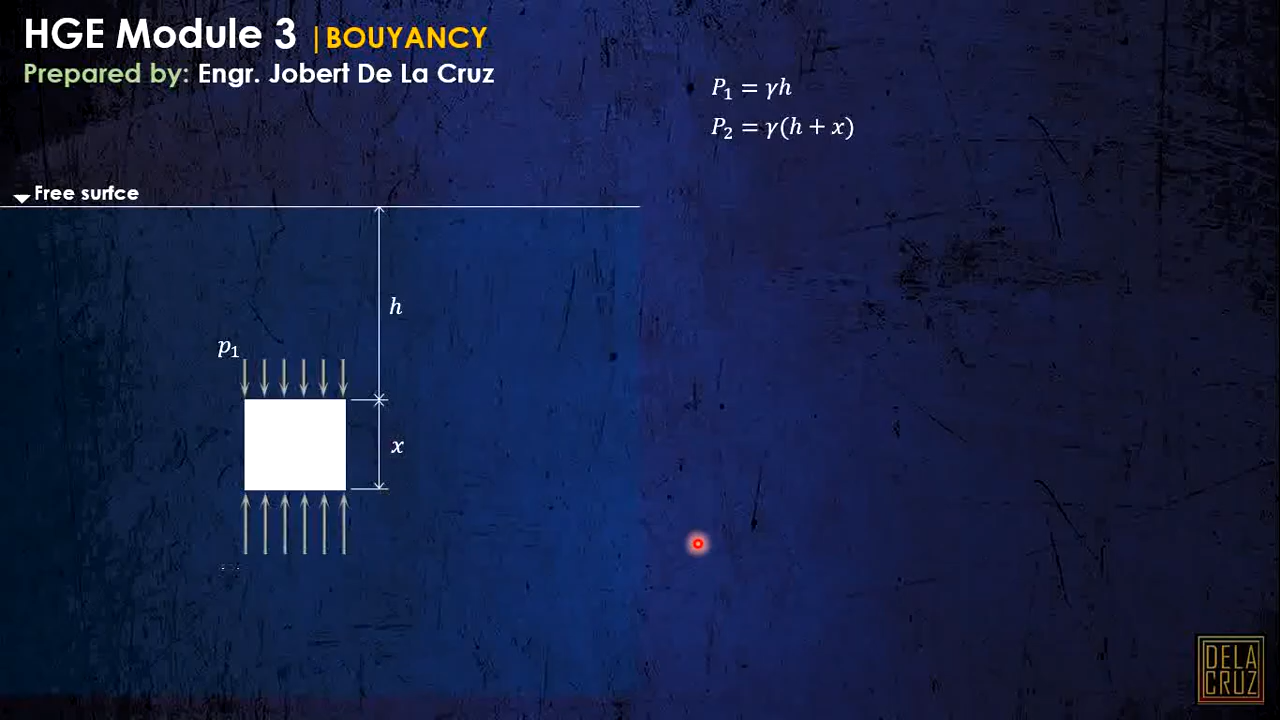 HGE Module 3 | BOUYANCY
Prepared by: Engr. Jobert De La Cruz
P₁ = γh
P₂ = γ(h + x)
Free surfce
h
p₁
x
DELA
CRUZ